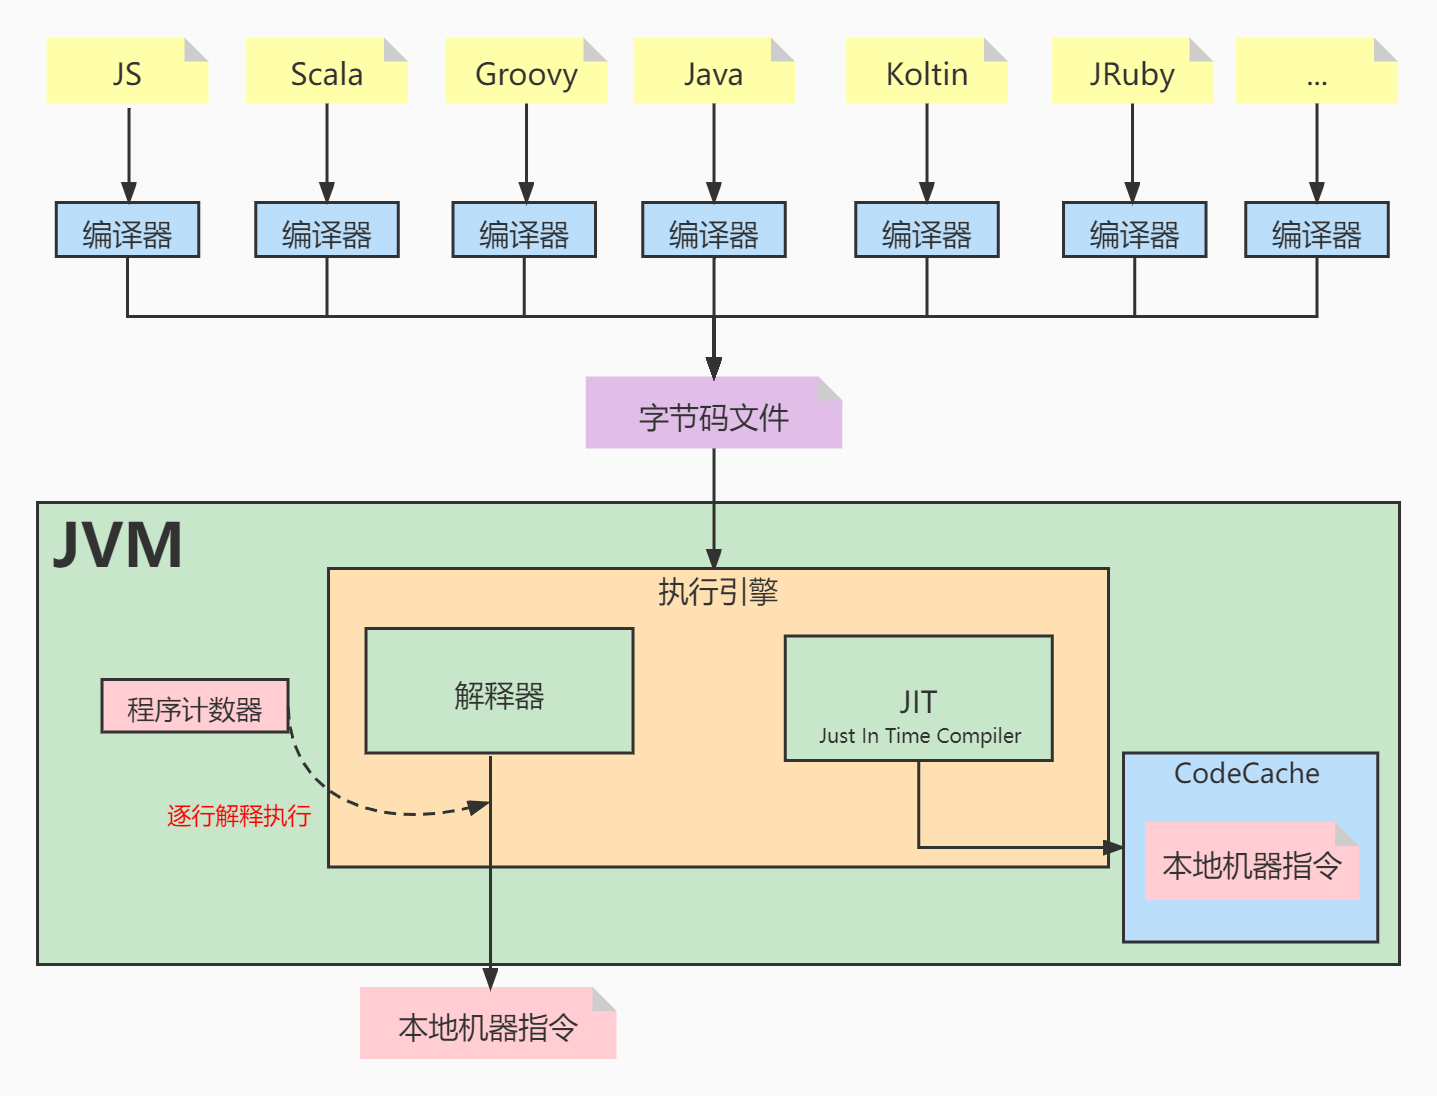 JS
Scala
Groovy
Java
Koltin
JRuby
...
编译器
编译器
编译器
编译器
编译器
编译器
编译器
字节码文件
JVM
执行引擎
解释器
JIT
Just In Time Compiler
程序计数器
逐行解释执行
CodeCache
本地机器指令
本地机器指令